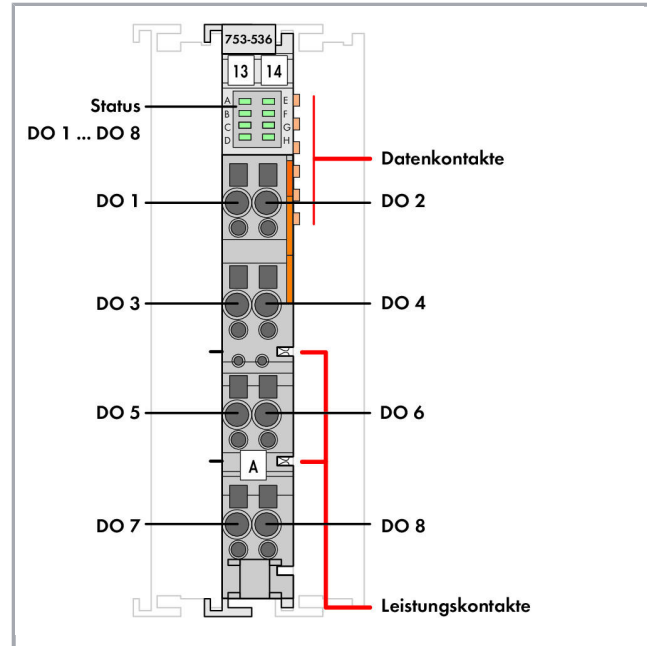 753-536
13 14
A E
B F
C G
D H
Status
DO 1 ... DO 8
Datenkontakte
DO 1
DO 2
DO 3
DO 4
DO 5
DO 6
A
DO 7
DO 8
Leistungskontakte